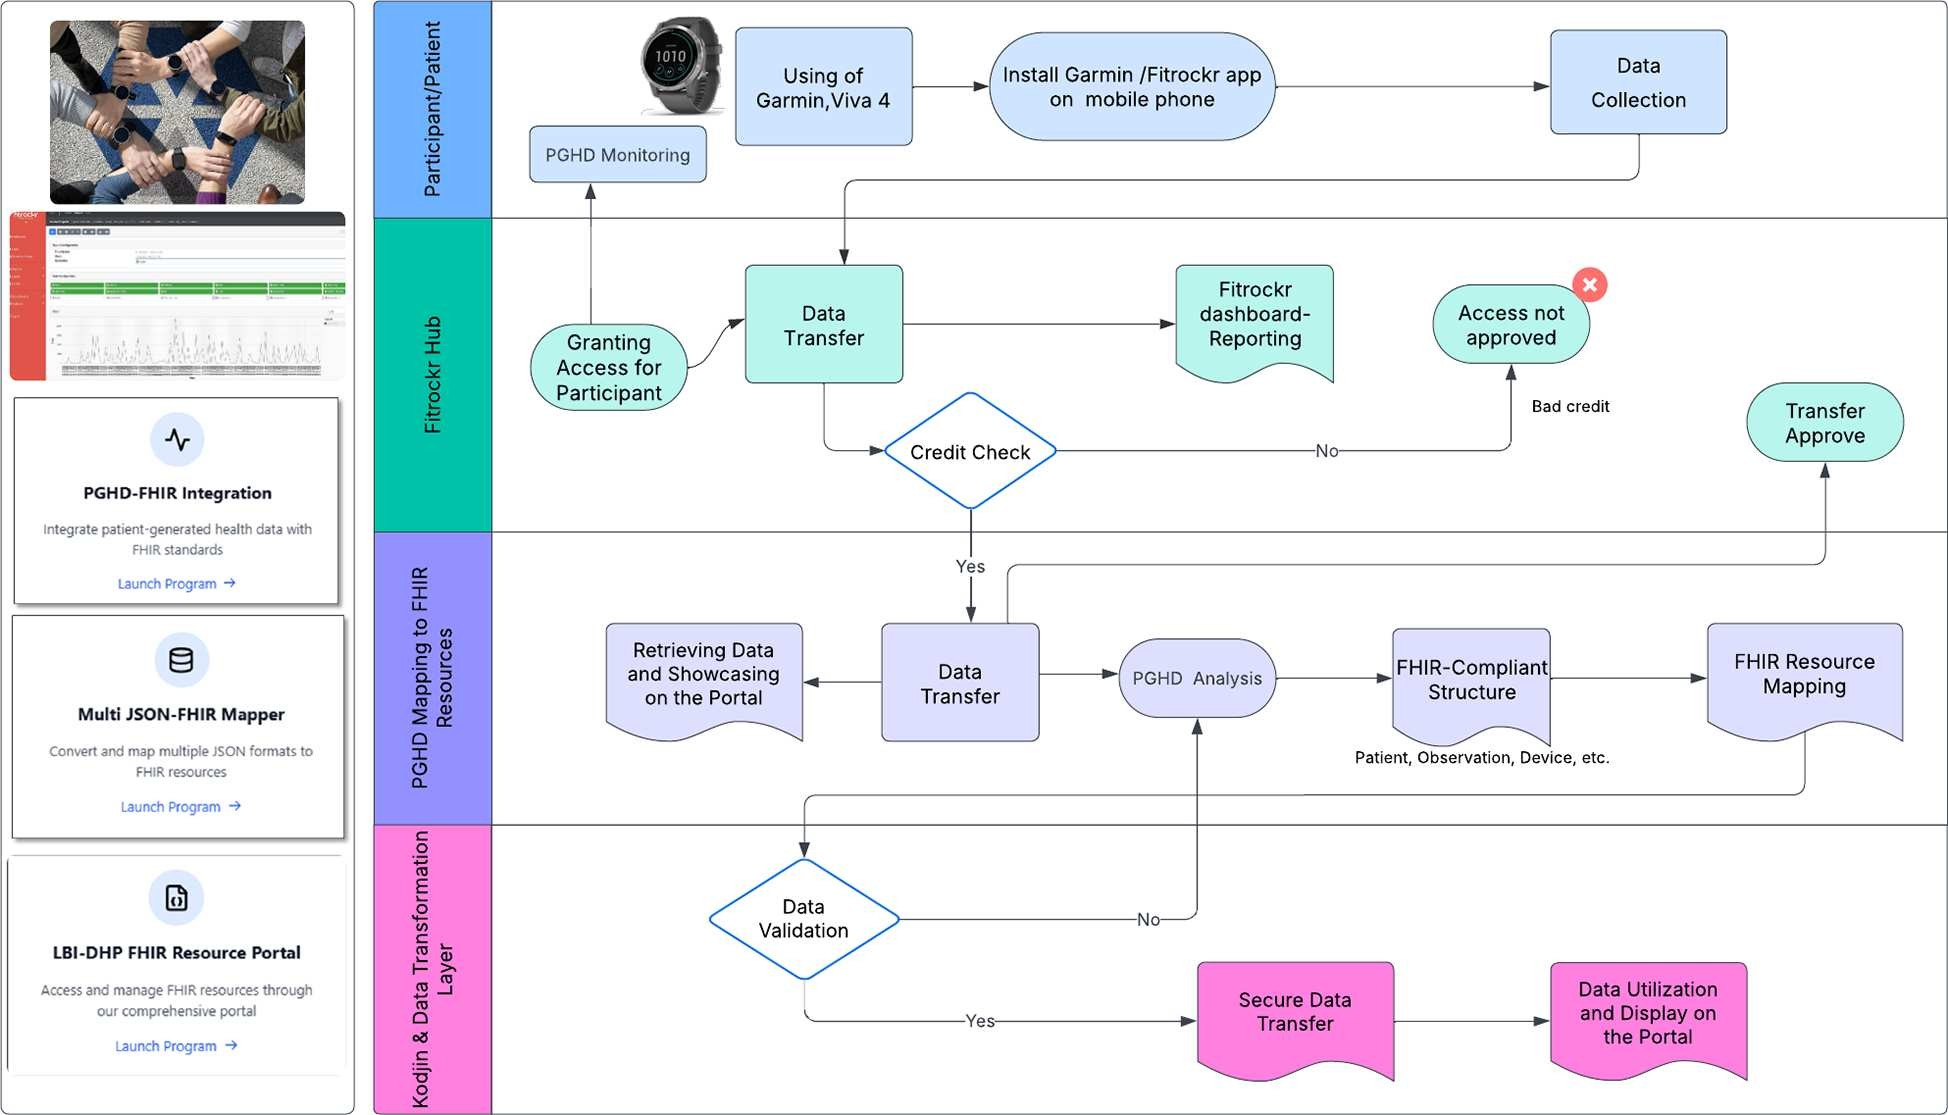 fitrockr
PGHD-FHIR Integration
Integrate patient-generated health data with
FHIR standards
Launch Program →
Multi JSON-FHIR Mapper
Convert and map multiple JSON formats to
FHIR resources
Launch Program →
LBI-DHP FHIR Resource Portal
Access and manage FHIR resources through
our comprehensive portal
Launch Program →
Participant/Patient
1010
Using of
Garmin,Viva 4
Install Garmin /Fitrockr app
on mobile phone
Data
Collection
PGHD Monitoring
Fitrockr Hub
Granting
Access for
Participant
Data
Transfer
Fitrockr
dashboard-
Reporting
Access not
approved
Bad credit
Transfer
Approve
Credit Check
No
Yes
PGHD Mapping to FHIR
Resources
Retrieving Data
and Showcasing
on the Portal
Data
Transfer
PGHD Analysis
FHIR-Compliant
Structure
Patient, Observation, Device, etc.
FHIR Resource
Mapping
Kodjin & Data Transformation
Layer
Data
Validation
No
Yes
Secure Data
Transfer
Data Utilization
and Display on
the Portal